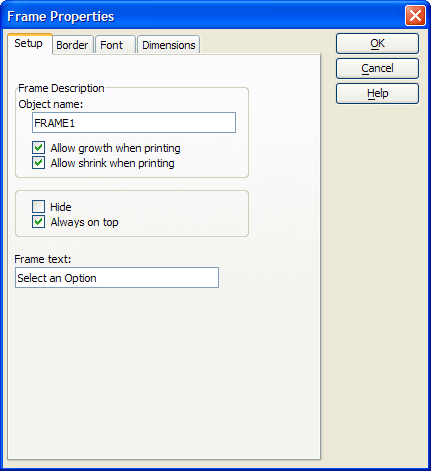 Frame Properties
Setup Border Font Dimensions
OK
Cancel
Help
Frame Description
Object name:
FRAME1
Allow growth when printing
Allow shrink when printing
Hide
Always on top
Frame text:
Select an Option